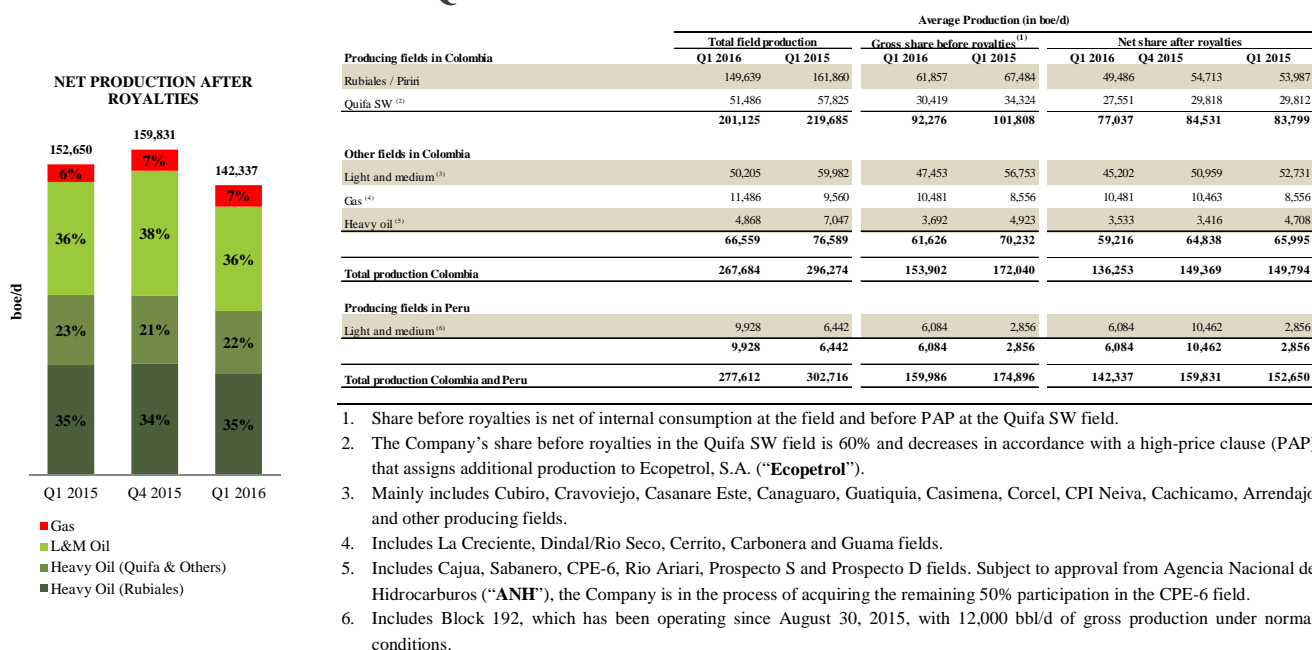 NET PRODUCTION AFTER
ROYALTIES
152,650
159,831
142,337
6%
7%
7%
36%
38%
36%
23%
21%
22%
35%
34%
35%
boe/d
Q1 2015 Q4 2015 Q1 2016
Gas
L&M Oil
Heavy Oil (Quifa & Others)
Heavy Oil (Rubiales)
Average Production (in boe/d)
Total field production Gross share before royalties (1) Net share after royalties
Producing fields in Colombia Q1 2016 Q1 2015 Q1 2016 Q1 2015 Q1 2016 Q4 2015 Q1 2015
Rubiales / Piriri 149,639 161,860 61,857 67,484 49,486 54,713 53,987
Quifa SW (2) 51,486 57,825 30,419 34,324 27,551 29,818 29,812
201,125 219,685 92,276 101,808 77,037 84,531 83,799
Other fields in Colombia
Light and medium (3) 50,205 59,982 47,453 56,753 45,202 50,959 52,731
Gas (4) 11,486 9,560 10,481 8,556 10,481 10,463 8,556
Heavy oil (5) 4,868 7,047 3,692 4,923 3,533 3,416 4,708
66,559 76,589 61,626 70,232 59,216 64,838 65,995
Total production Colombia 267,684 296,274 153,902 172,040 136,253 149,369 149,794
Producing fields in Peru
Light and medium (6) 9,928 6,442 6,084 2,856 6,084 10,462 2,856
9,928 6,442 6,084 2,856 6,084 10,462 2,856
Total production Colombia and Peru 277,612 302,716 159,986 174,896 142,337 159,831 152,650
1. Share before royalties is net of internal consumption at the field and before PAP at the Quifa SW field.
2. The Company's share before royalties in the Quifa SW field is 60% and decreases in accordance with a high-price clause (PAP)
that assigns additional production to Ecopetrol, S.A. ("Ecopetrol").
3. Mainly includes Cubiro, Cravoviejo, Casanare Este, Canaguaro, Guatiquia, Casimena, Corcel, CPI Neiva, Cachicamo, Arrendajo
and other producing fields.
4. Includes La Creciente, Dindal/Rio Seco, Cerrito, Carbonera and Guama fields.
5. Includes Cajua, Sabanero, CPE-6, Rio Ariari, Prospecto S and Prospecto D fields. Subject to approval from Agencia Nacional de
Hidrocarburos ("ANH"), the Company is in the process of acquiring the remaining 50% participation in the CPE-6 field.
6. Includes Block 192, which has been operating since August 30, 2015, with 12,000 bbl/d of gross production under normal
conditions.